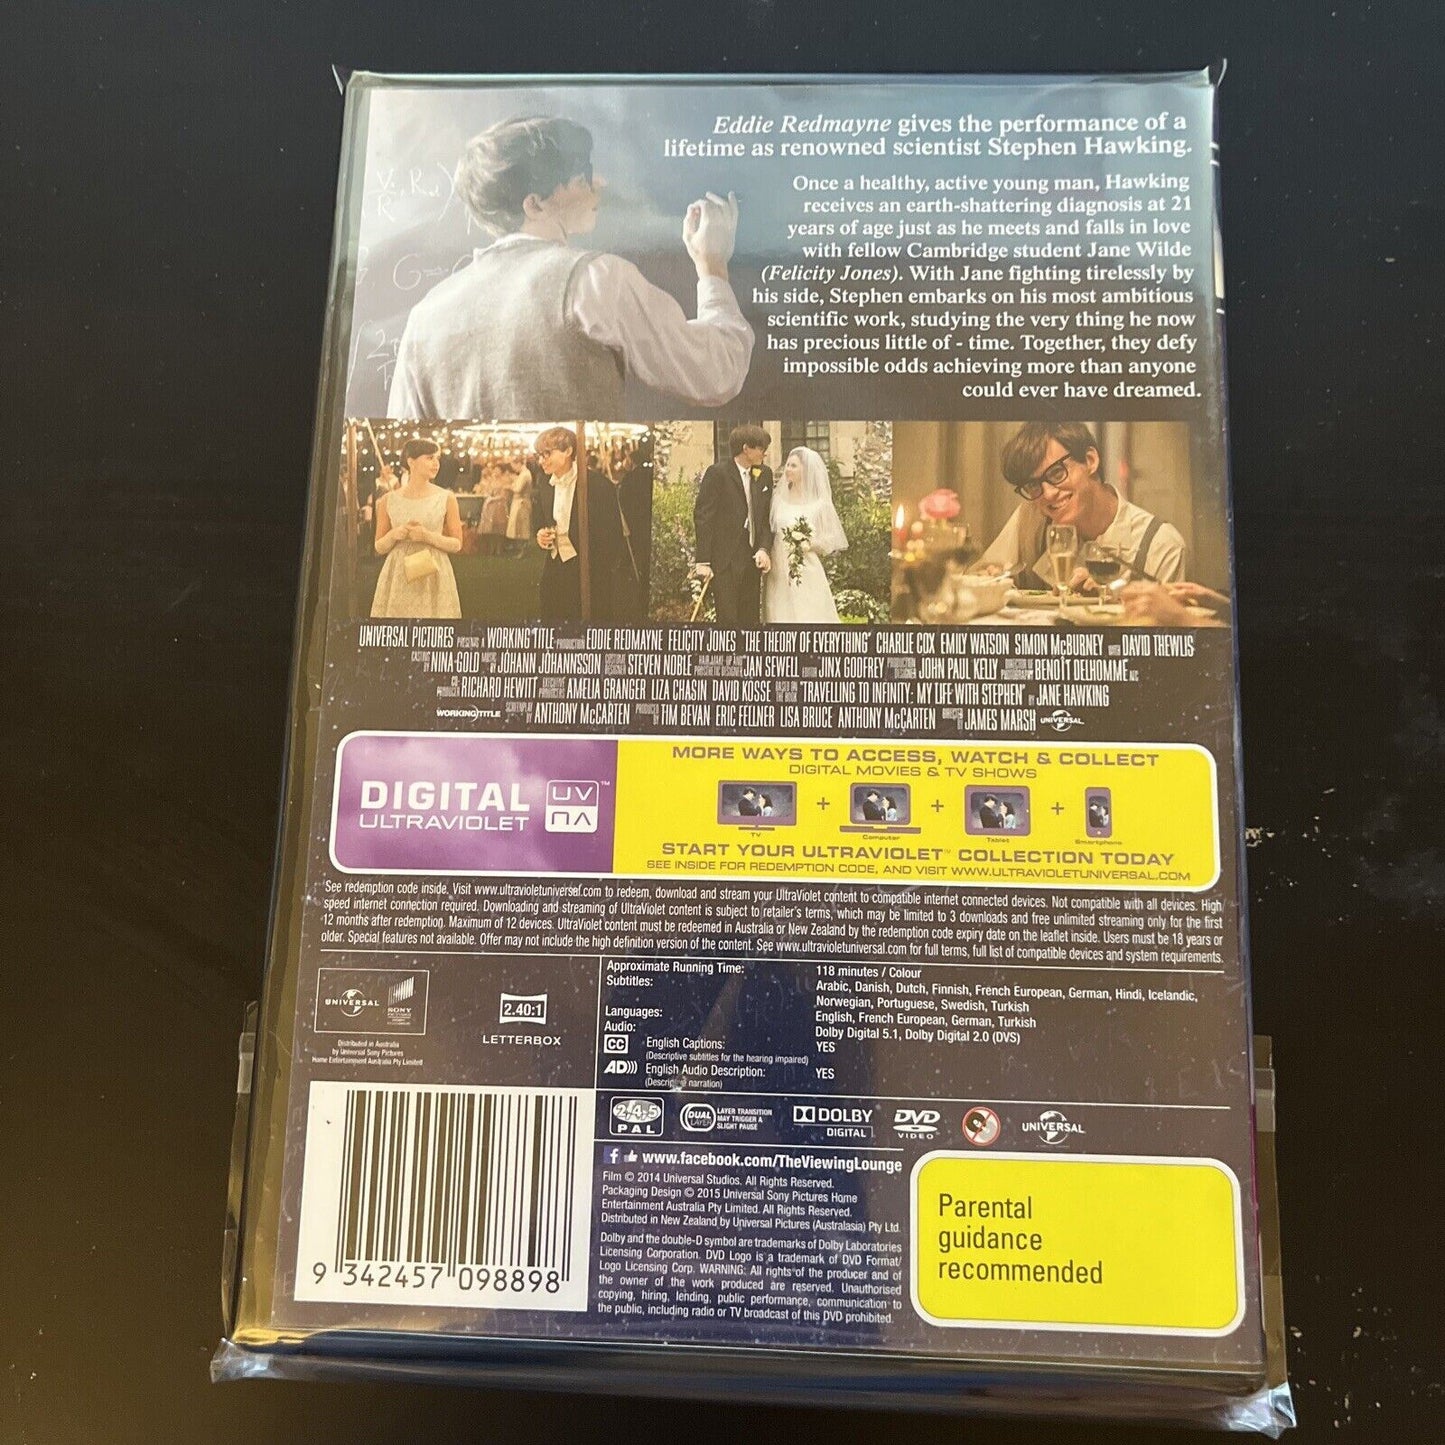 Eddie Redmayne gives the performance of a
lifetime as renowned scientist Stephen Hawking.
Once a healthy, active young man, Hawking
receives an earth-shattering diagnosis at 21
years of age just as he meets and falls in love
with fellow Cambridge student Jane Wilde
(Felicity Jones). With Jane fighting tirelessly by
his side, Stephen embarks on his most ambitious
scientific work, studying the very thing he now
has precious little of - time. Together, they defy
impossible odds achieving more than anyone
could ever have dreamed.
UNIVERSAL PICTURES PRESENTS A WORKING TITLE PRODUCTION EDDIE REDMAYNE FELICITY JONES "THE THEORY OF EVERYTHING" CHARLIE COX EMILY WATSON SIMON McBURNEY WITH DAVID THEWLIS
CASTING BY NINA GOLD MUSIC BY JÓHANN JÓHANNSSON COSTUME DESIGNER STEVEN NOBLE HAIR, MAKE-UP AND PROSTHETIC DESIGNER JAN SEWELL EDITOR JINX GODFREY PRODUCTION DESIGNER JOHN PAUL KELLY DIRECTOR OF PHOTOGRAPHY BENOÎT DELHOMME AFC
CO-PRODUCER RICHARD HEWITT EXECUTIVE PRODUCERS AMELIA GRANGER LIZA CHASIN DAVID KOSSE BASED ON THE BOOK "TRAVELLING TO INFINITY: MY LIFE WITH STEPHEN" BY JANE HAWKING
WORKING TITLE SCREENPLAY BY ANTHONY McCARTEN PRODUCED BY TIM BEVAN ERIC FELLNER LISA BRUCE ANTHONY McCARTEN DIRECTED BY JAMES MARSH UNIVERSAL
DIGITAL
ULTRAVIOLET
UV
™
MORE WAYS TO ACCESS, WATCH & COLLECT
DIGITAL MOVIES & TV SHOWS
TV + Computer + Tablet + Smartphone
START YOUR ULTRAVIOLET™ COLLECTION TODAY
SEE INSIDE FOR REDEMPTION CODE, AND VISIT WWW.ULTRAVIOLETUNIVERSAL.COM
See redemption code inside. Visit www.ultravioletuniversal.com to redeem, download and stream your UltraViolet content to compatible internet connected devices. Not compatible with all devices. High
speed internet connection required. Downloading and streaming of UltraViolet content is subject to retailer's terms, which may be limited to 3 downloads and free unlimited streaming only for the first
12 months after redemption. Maximum of 12 devices. UltraViolet content must be redeemed in Australia or New Zealand by the redemption code expiry date on the leaflet inside. Users must be 18 years or
older. Special features not available. Offer may not include the high definition version of the content. See www.ultravioletuniversal.com for full terms, full list of compatible devices and system requirements.
UNIVERSAL
SONY
Distributed in Australia
by Universal Sony Pictures
Home Entertainment Australia Pty Limited
2.40:1
LETTERBOX
Approximate Running Time: 118 minutes / Colour
Subtitles: Arabic, Danish, Dutch, Finnish, French European, German, Hindi, Icelandic,
Norwegian, Portuguese, Swedish, Turkish
Languages: English, French European, German, Turkish
Audio: Dolby Digital 5.1, Dolby Digital 2.0 (DVS)
CC English Captions: YES
(Descriptive subtitles for the hearing impaired)
AD))) English Audio Description: YES
(Descriptive narration)
2,4,5
PAL
DUAL LAYER
LAYER TRANSITION
MAY TRIGGER A
SLIGHT PAUSE
DOLBY
DIGITAL
DVD
VIDEO
UNIVERSAL
f www.facebook.com/TheViewingLounge
Film © 2014 Universal Studios. All Rights Reserved.
Packaging Design © 2015 Universal Sony Pictures Home
Entertainment Australia Pty Limited. All Rights Reserved.
Distributed in New Zealand by Universal Pictures (Australasia) Pty Ltd.
Dolby and the double-D symbol are trademarks of Dolby Laboratories
Licensing Corporation. DVD Logo is a trademark of DVD Format/
Logo Licensing Corp. WARNING: All rights of the producer and of
the owner of the work produced are reserved. Unauthorised
copying, hiring, lending, public performance, communication to
the public, including radio or TV broadcast of this DVD prohibited.
9 342457 098898
Parental
guidance
recommended